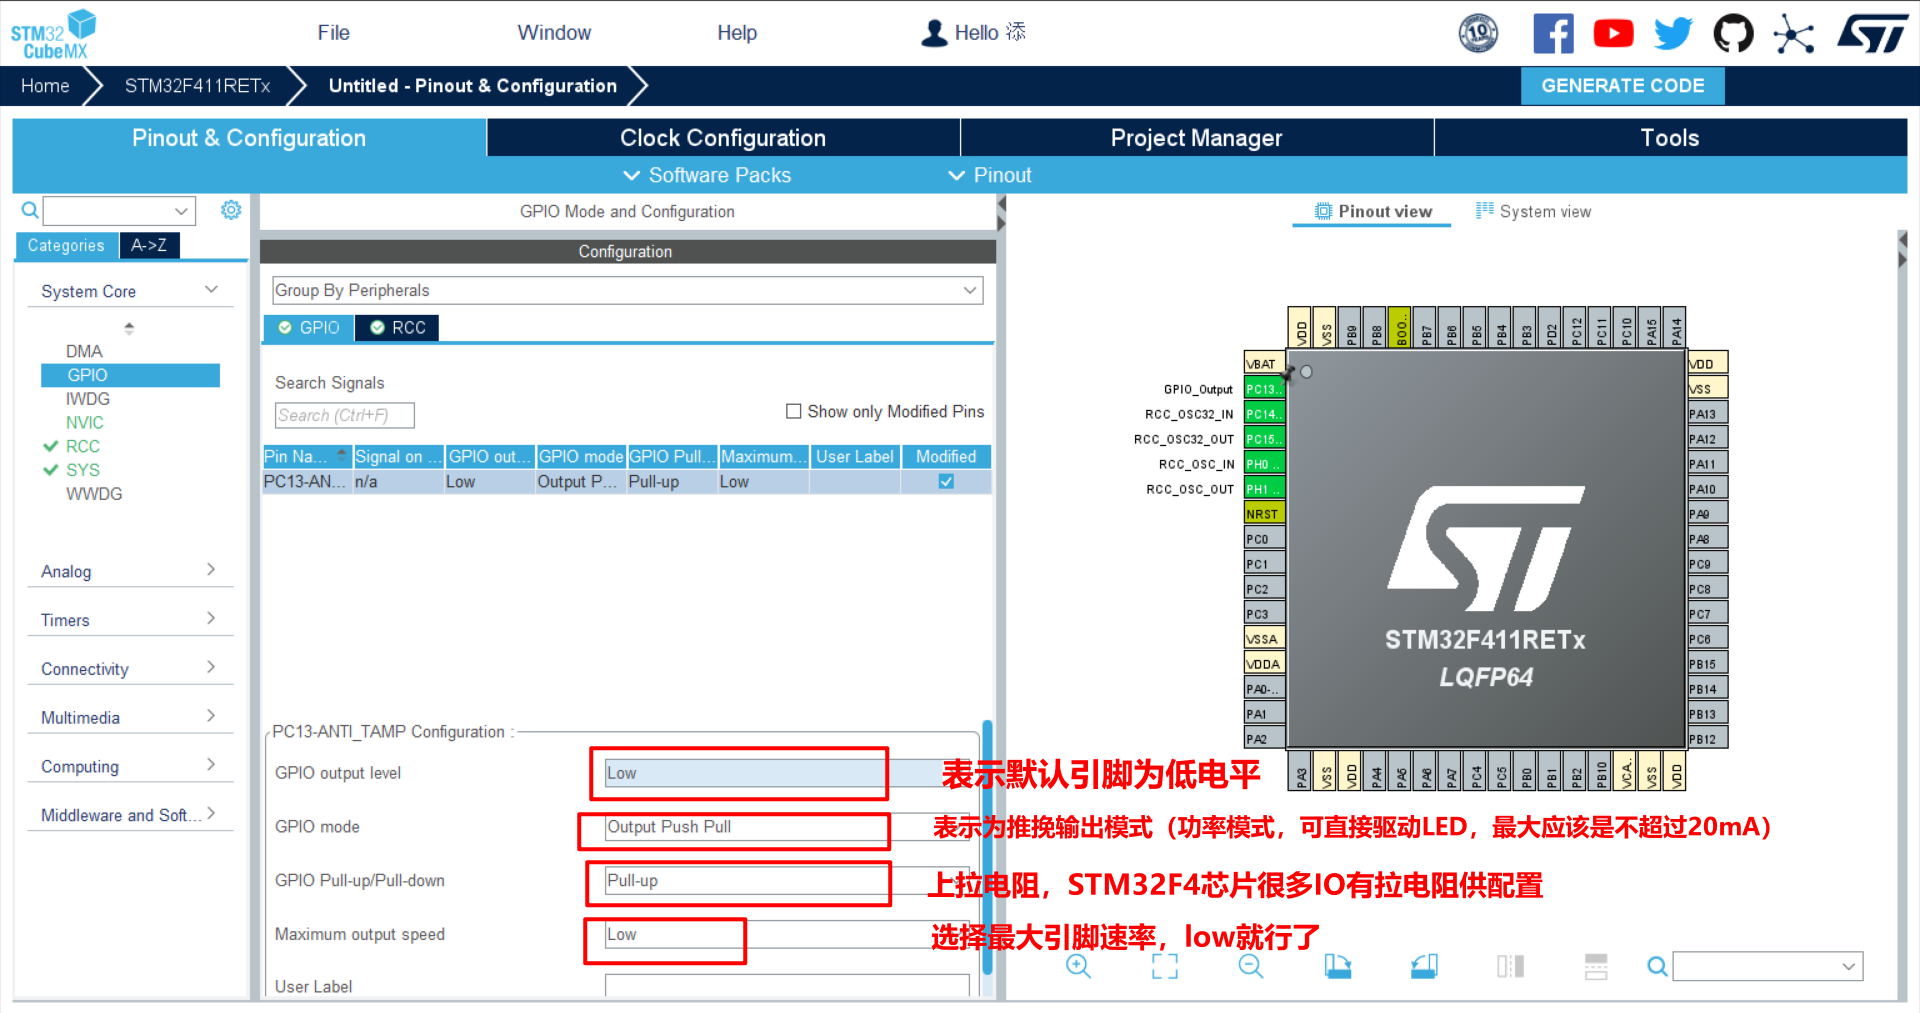 STM32
CubeMX
File
Window
Help
Hello 添
10
Home
STM32F411RETx
Untitled - Pinout & Configuration
GENERATE CODE
Pinout & Configuration
Clock Configuration
Project Manager
Tools
Software Packs
Pinout
GPIO Mode and Configuration
Pinout view
System view
Categories
A->Z
Configuration
System Core
Group By Peripherals
GPIO
RCC
DMA
GPIO
IWDG
NVIC
RCC
SYS
WWDG
Analog
Timers
Connectivity
Multimedia
Computing
Middleware and Soft...
Search Signals
Search (Ctrl+F)
Show only Modified Pins
Pin Na... Signal on ... GPIO out... GPIO mode GPIO Pull... Maximum... User Label Modified
PC13-AN... n/a Low Output P... Pull-up Low
PC13-ANTI_TAMP Configuration :
GPIO output level
Low
表示默认引脚为低电平
GPIO mode
Output Push Pull
表示为推挽输出模式（功率模式，可直接驱动LED，最大应该是不超过20mA）
GPIO Pull-up/Pull-down
Pull-up
上拉电阻，STM32F4芯片很多IO有拉电阻供配置
Maximum output speed
Low
选择最大引脚速率，low就行了
User Label
VDD
VSS
PB9
PB8
BOO..
PB7
PB6
PB5
PB4
PB3
PD2
PC12
PC11
PC10
PA15
PA14
VBAT
GPIO_Output PC13..
RCC_OSC32_IN PC14..
RCC_OSC32_OUT PC15..
RCC_OSC_IN PH0 ..
RCC_OSC_OUT PH1 ..
NRST
PC0
PC1
PC2
PC3
VSSA
VDDA
PA0-..
PA1
PA2
STM32F411RETx
LQFP64
VDD
VSS
PA13
PA12
PA11
PA10
PA9
PA8
PC9
PC8
PC7
PC6
PB15
PB14
PB13
PB12
PA3
VSS
VDD
PA4
PA5
PA6
PA7
PC4
PC5
PB0
PB1
PB2
PB10
VCA..
VSS
VDD